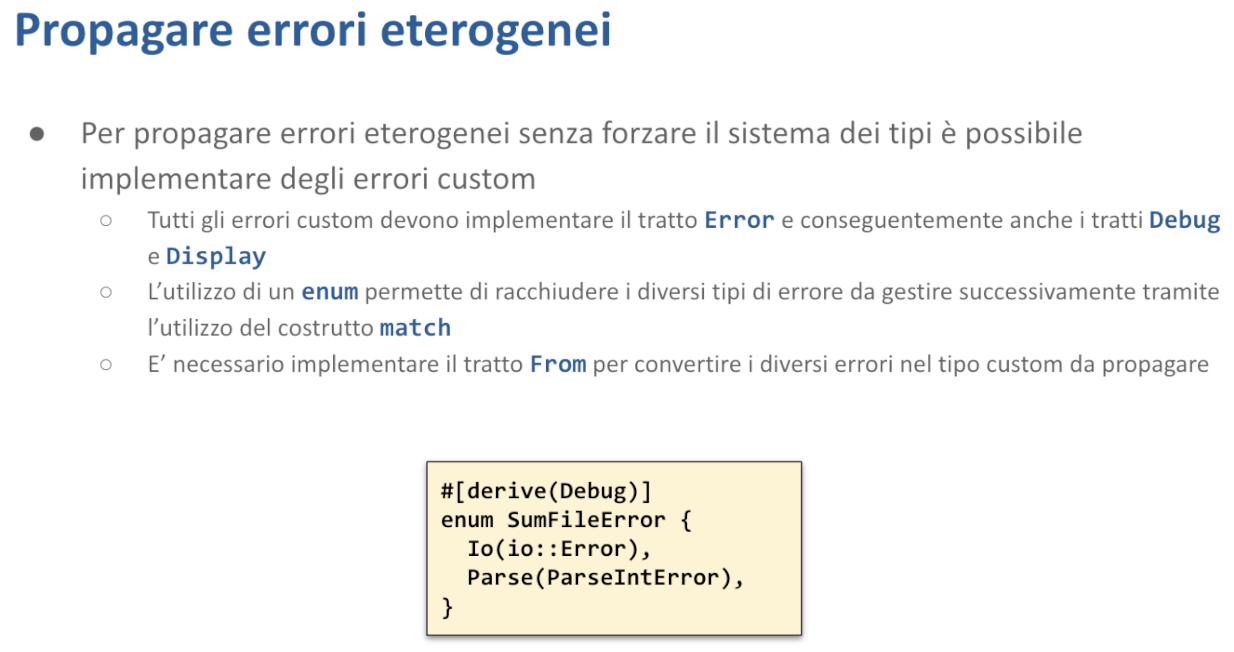 Propagare errori eterogenei
● Per propagare errori eterogenei senza forzare il sistema dei tipi è possibile
implementare degli errori custom
○ Tutti gli errori custom devono implementare il tratto Error e conseguentemente anche i tratti Debug
e Display
○ L'utilizzo di un enum permette di racchiudere i diversi tipi di errore da gestire successivamente tramite
l'utilizzo del costrutto match
○ E' necessario implementare il tratto From per convertire i diversi errori nel tipo custom da propagare
#[derive(Debug)]
enum SumFileError {
  Io(io::Error),
  Parse(ParseIntError),
}